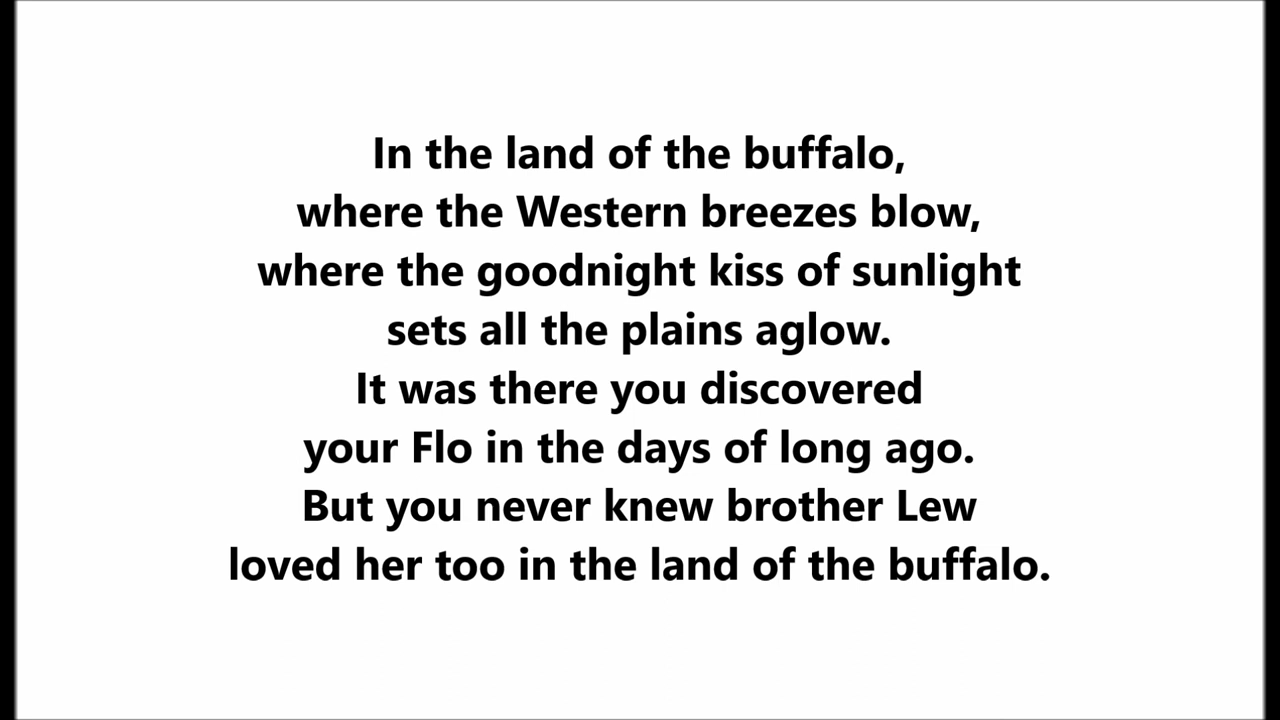 In the land of the buffalo,
where the Western breezes blow,
where the goodnight kiss of sunlight
sets all the plains aglow.
It was there you discovered
your Flo in the days of long ago.
But you never knew brother Lew
loved her too in the land of the buffalo.